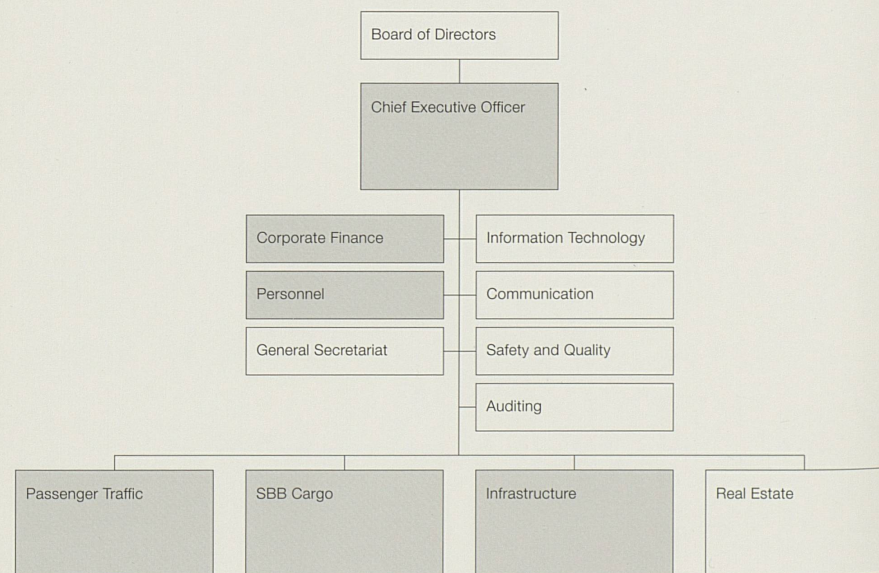 Board of Directors
Chief Executive Officer
Corporate Finance
Information Technology
Personnel
Communication
General Secretariat
Safety and Quality
Auditing
Passenger Traffic
SBB Cargo
Infrastructure
Real Estate